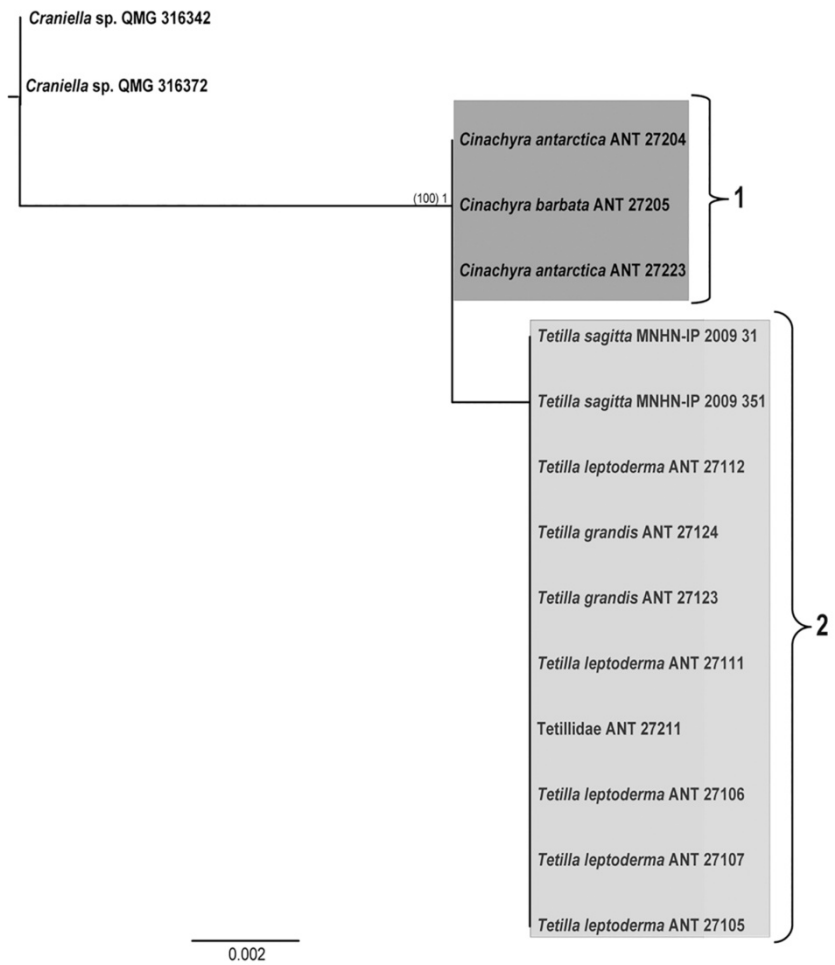 Craniella sp. QMG 316342
Craniella sp. QMG 316372
Cinachyra antarctica ANT 27204
(100) 1
Cinachyra barbata ANT 27205
1
Cinachyra antarctica ANT 27223
Tetilla sagitta MNHN-IP 2009 31
Tetilla sagitta MNHN-IP 2009 351
Tetilla leptoderma ANT 27112
Tetilla grandis ANT 27124
Tetilla grandis ANT 27123
2
Tetilla leptoderma ANT 27111
Tetillidae ANT 27211
Tetilla leptoderma ANT 27106
Tetilla leptoderma ANT 27107
Tetilla leptoderma ANT 27105
0.002